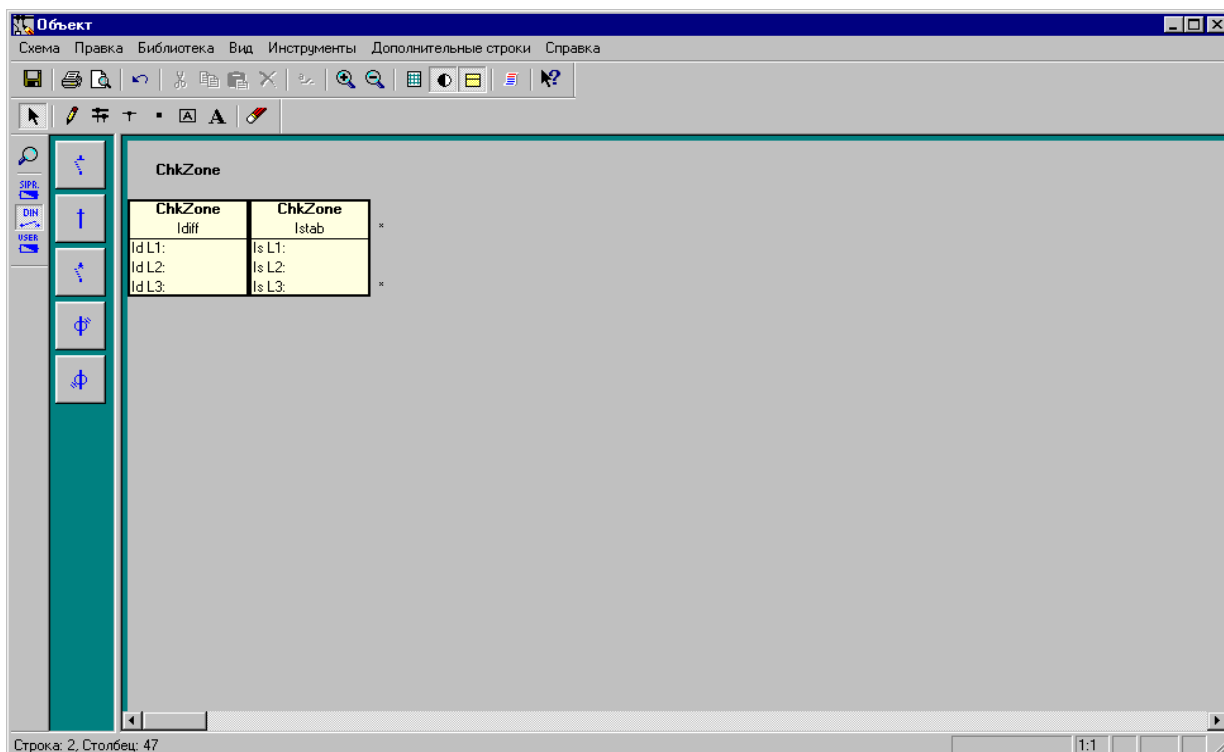 Объект
Схема Правка Библиотека Вид Инструменты Дополнительные строки Справка
A A
SIPR.
DIN
USER
ChkZone
ChkZone ChkZone
Idiff Istab
Id L1: Is L1:
Id L2: Is L2:
Id L3: Is L3:
Строка: 2, Столбец: 47 1:1